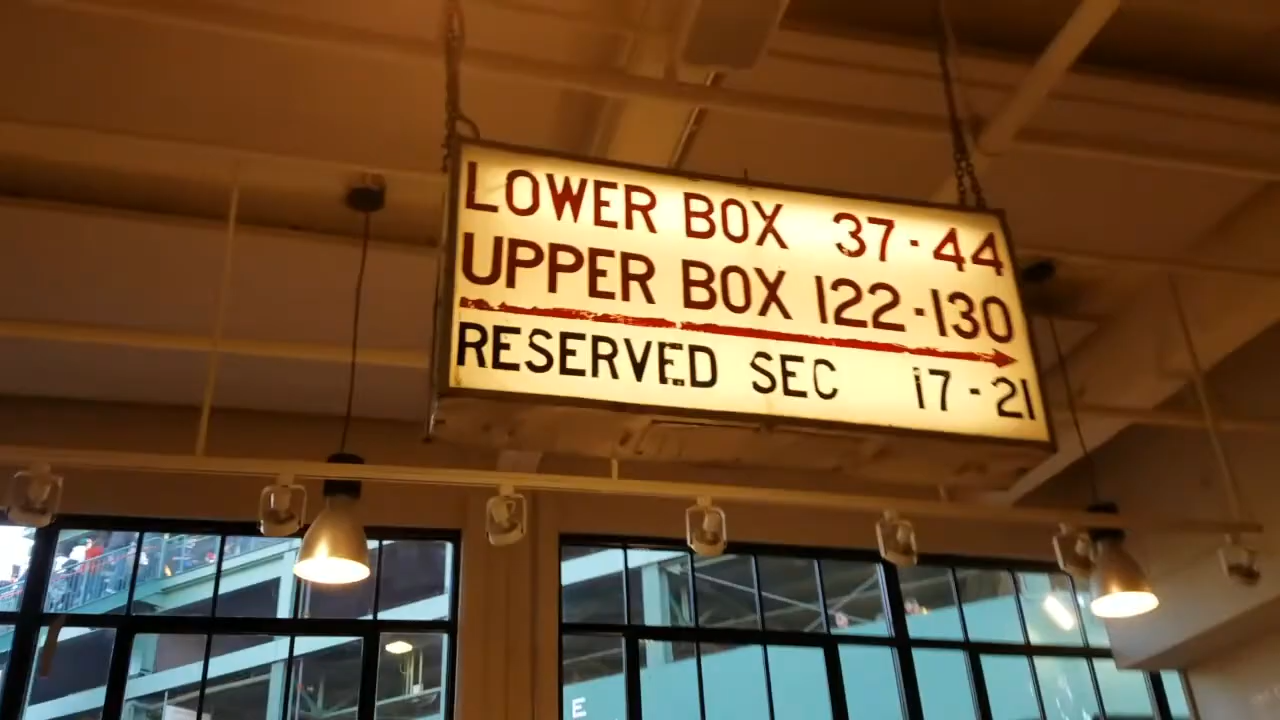 LOWER BOX 37-44
UPPER BOX 122-130
RESERVED SEC 17-21
E